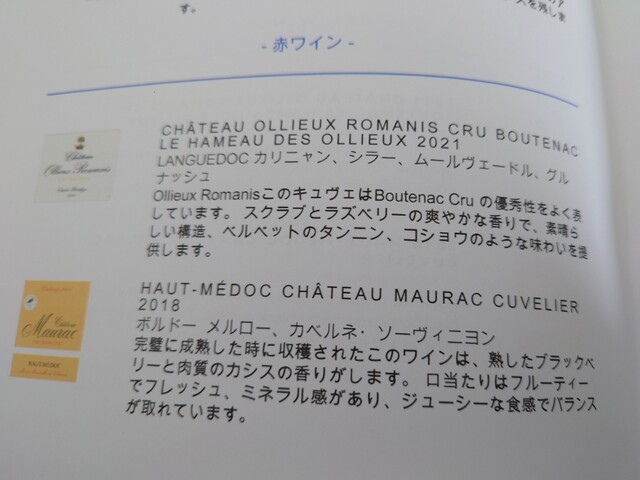 す。
スを残しま
- 赤ワイン -
CHÂTEAU OLLIEUX ROMANIS CRU BOUTENAC
LE HAMEAU DES OLLIEUX 2021
LANGUEDOC カリニャン、シラー、ムールヴェードル、グル
ナッシュ
Ollieux Romanisこのキュヴェは Boutenac Cru の優秀性をよく表
しています。 スクラブとラズベリーの爽やかな香りで、素晴ら
しい構造、ベルベットのタンニン、コショウのような味わいを提
供します。
Château
Ollieux Romanis
HAUT-MÉDOC CHÂTEAU MAURAC CUVELIER
2018
ボルドー メルロー、カベルネ・ソーヴィニヨン
完璧に成熟した時に収穫されたこのワインは、熟したブラックベ
リーと肉質のカシスの香りがします。 口当たりはフルーティー
でフレッシュ、ミネラル感があり、ジューシーな食感でバランス
が取れています。
Château
Maurac